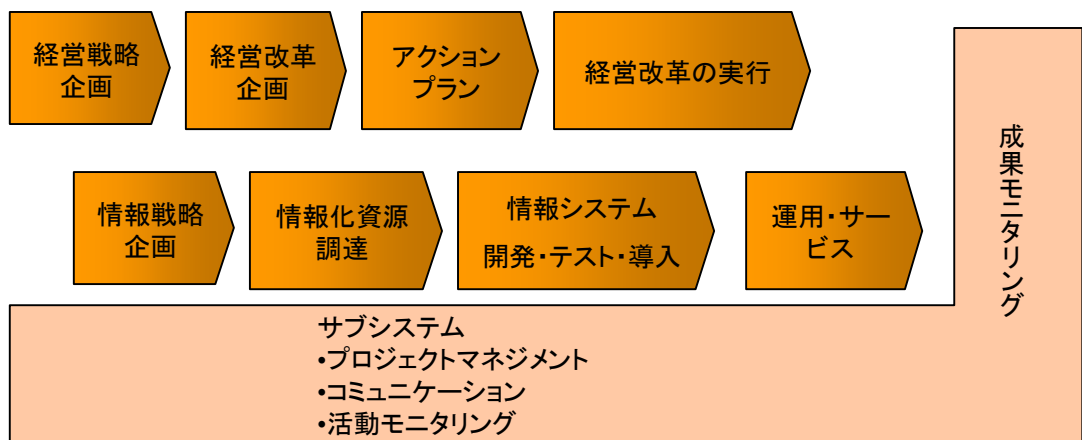 経営戦略
企画
経営改革
企画
アクション
プラン
経営改革の実行
情報戦略
企画
情報化資源
調達
情報システム
開発・テスト・導入
運用・サー
ビス
成果モニタリング
サブシステム
•プロジェクトマネジメント
•コミュニケーション
•活動モニタリング